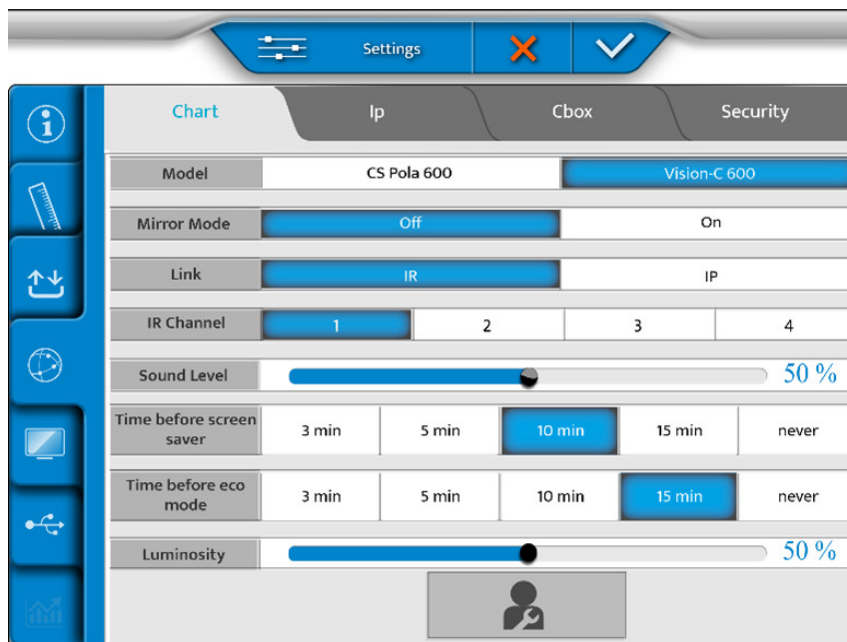 Settings
Chart Ip Cbox Security
Model CS Pola 600 Vision-C 600
Mirror Mode Off On
Link IR IP
IR Channel 1 2 3 4
Sound Level 50 %
Time before screen
saver 3 min 5 min 10 min 15 min never
Time before eco
mode 3 min 5 min 10 min 15 min never
Luminosity 50 %